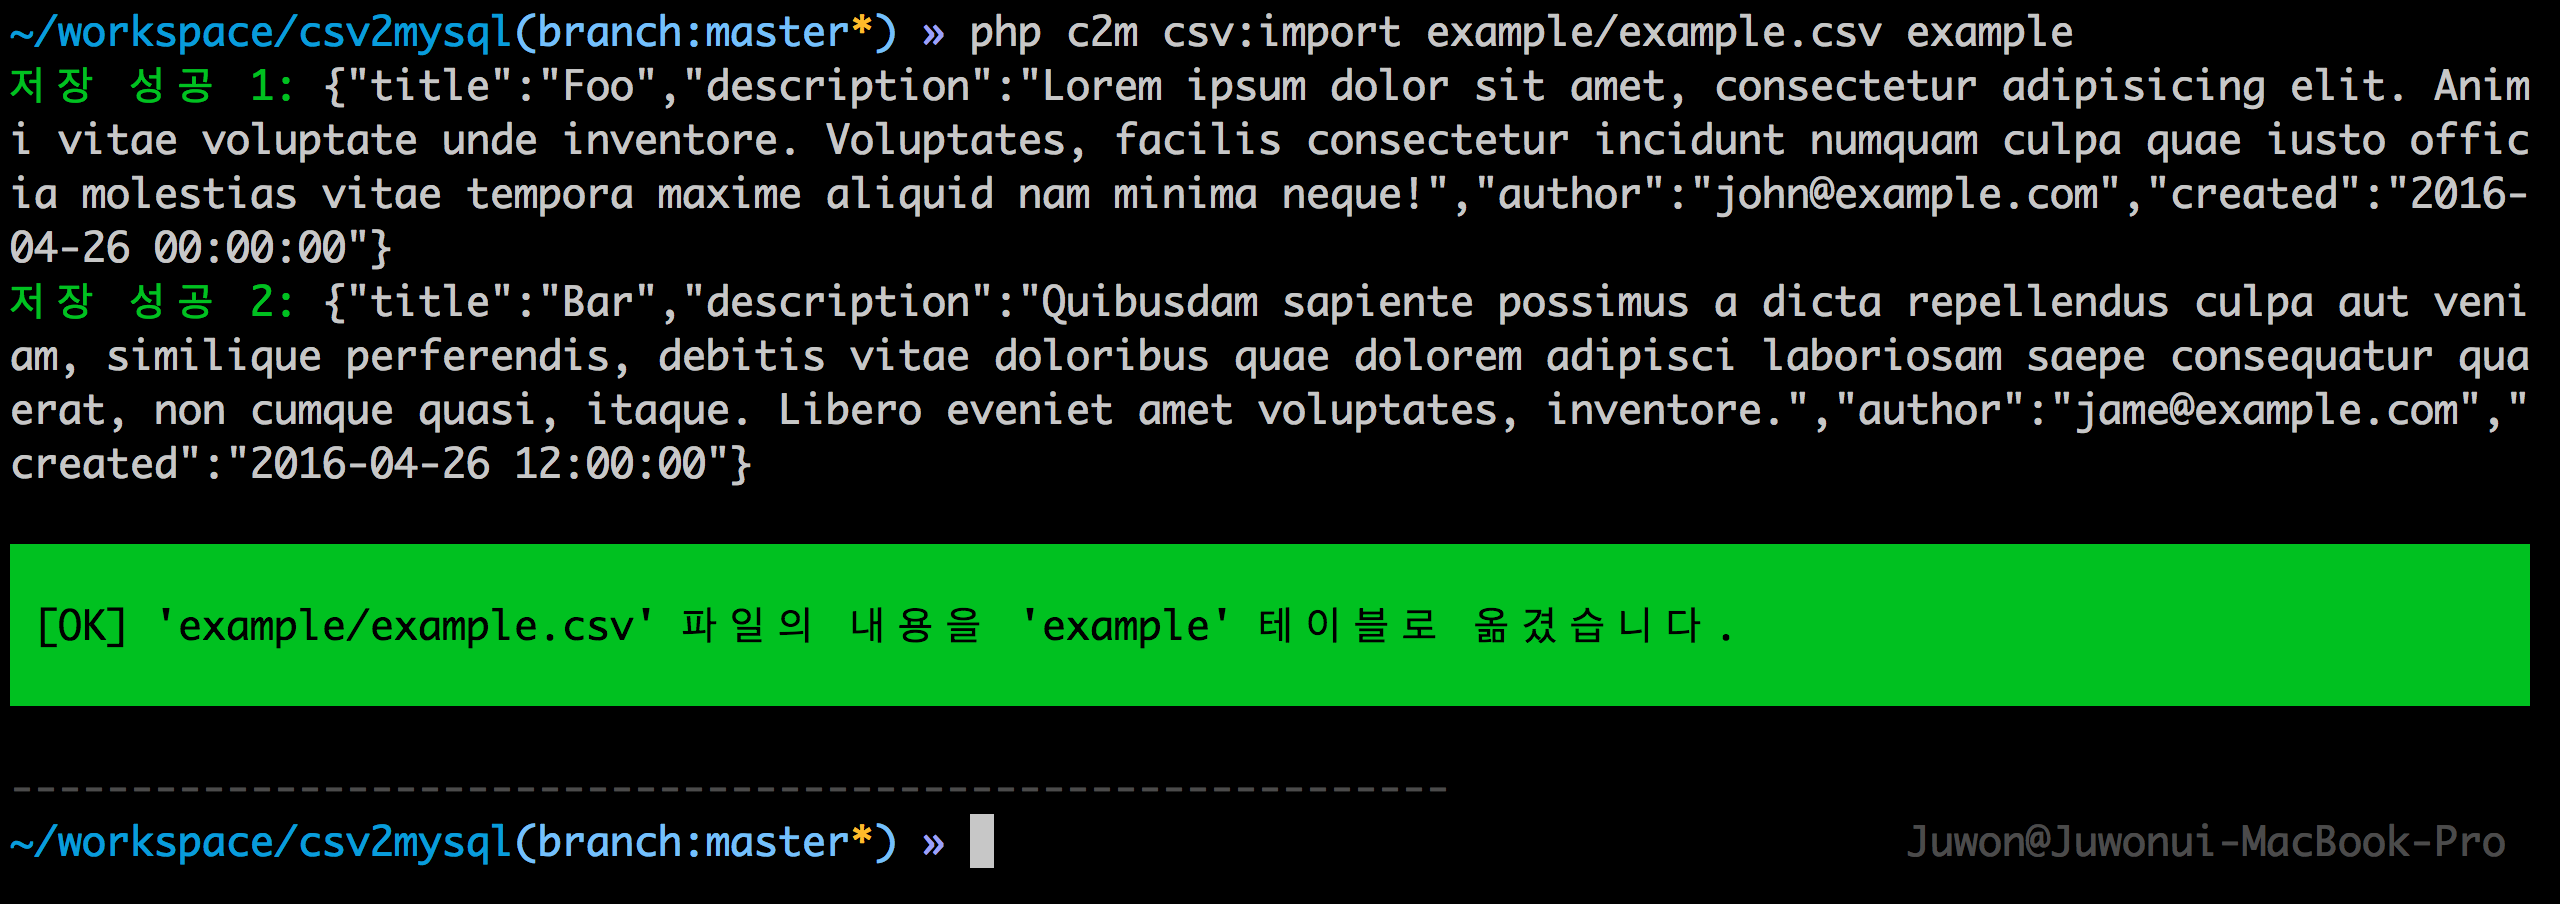 ~/workspace/csv2mysql(branch:master*) » php c2m csv:import example/example.csv example
저장 성공 1: {"title":"Foo","description":"Lorem ipsum dolor sit amet, consectetur adipisicing elit. Anim
i vitae voluptate unde inventore. Voluptates, facilis consectetur incidunt numquam culpa quae iusto offic
ia molestias vitae tempora maxime aliquid nam minima neque!","author":"john@example.com","created":"2016-
04-26 00:00:00"}
저장 성공 2: {"title":"Bar","description":"Quibusdam sapiente possimus a dicta repellendus culpa aut veni
am, similique perferendis, debitis vitae doloribus quae dolorem adipisci laboriosam saepe consequatur qua
erat, non cumque quasi, itaque. Libero eveniet amet voluptates, inventore.","author":"jame@example.com","
created":"2016-04-26 12:00:00"}
[OK] 'example/example.csv' 파일의 내용을 'example' 테이블로 옮겼습니다.
------------------------------------------------------------
~/workspace/csv2mysql(branch:master*) » Juwon@Juwonui-MacBook-Pro